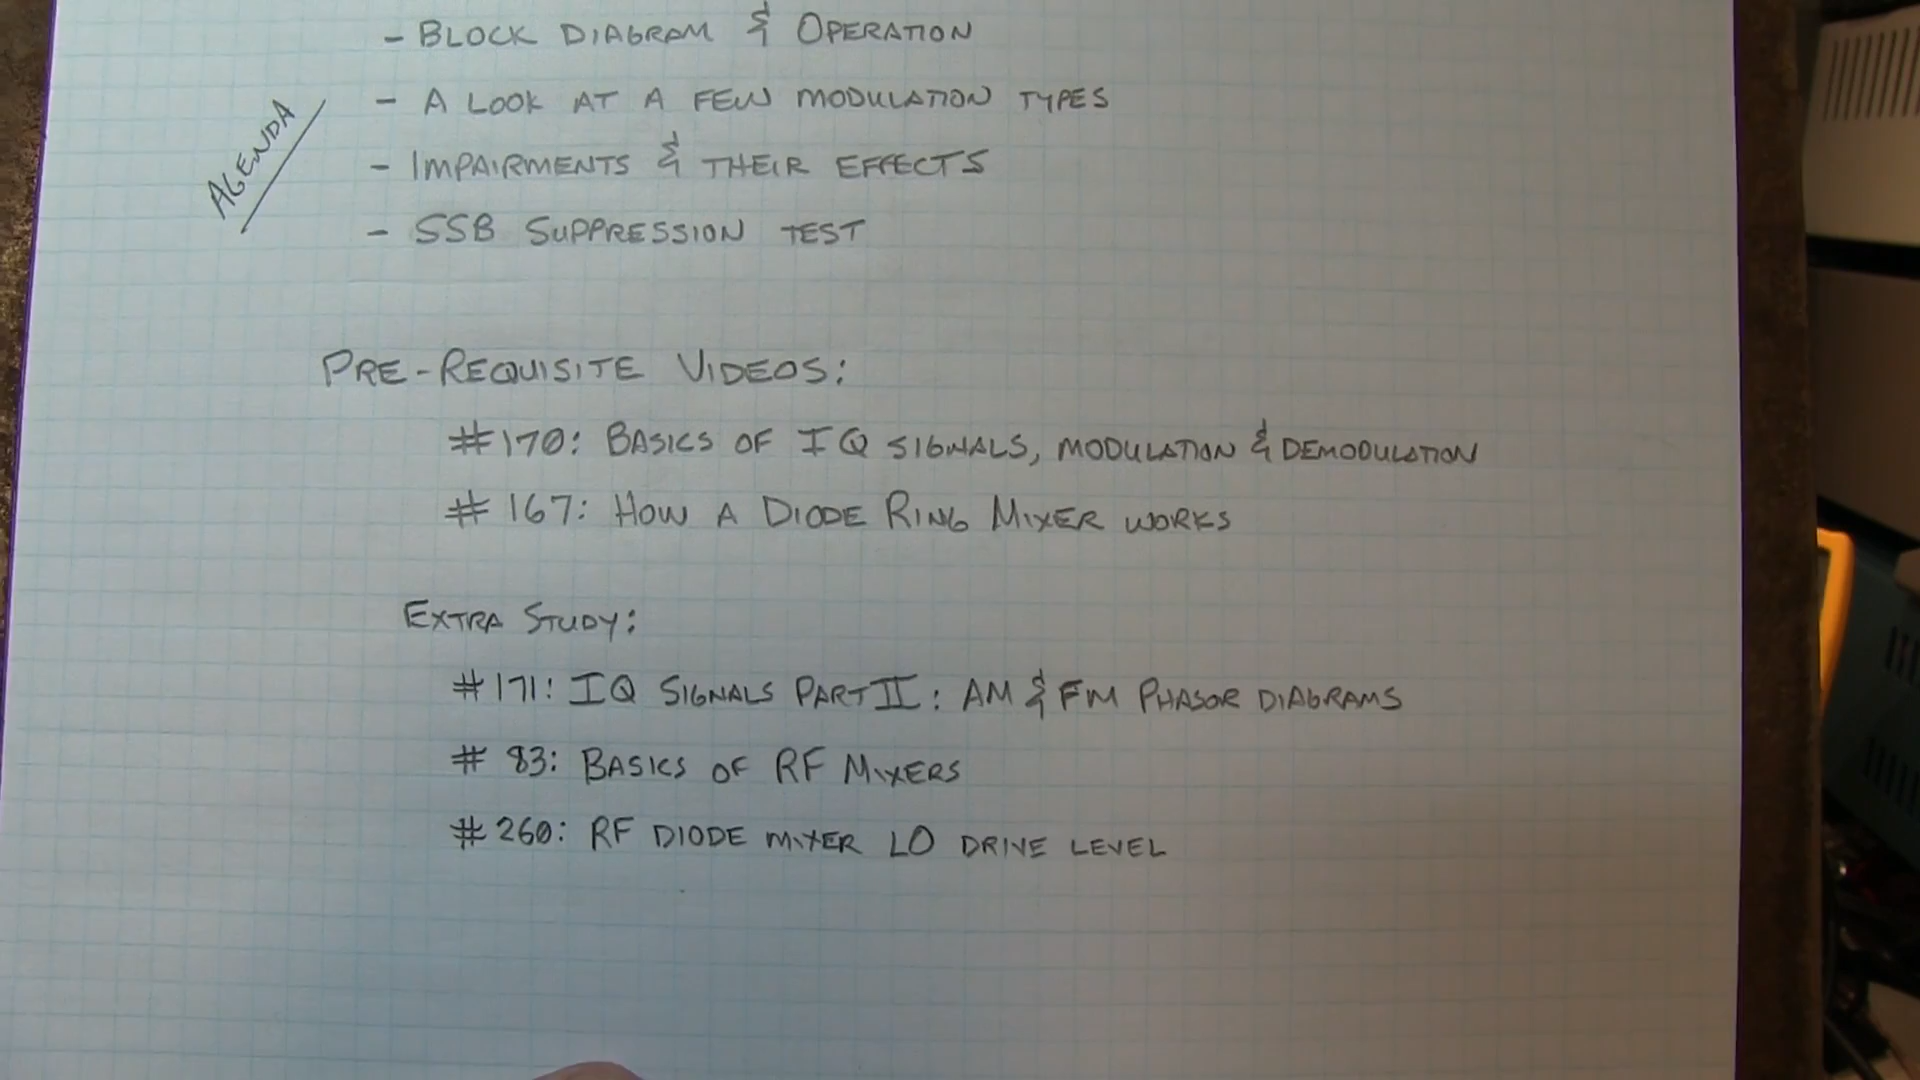 - BLOCK DIAGRAM & OPERATION
- A LOOK AT A FEW MODULATION TYPES
AGENDA
- IMPAIRMENTS & THEIR EFFECTS
- SSB SUPPRESSION TEST
PRE-REQUISITE VIDEOS:
#170: BASICS OF IQ SIGNALS, MODULATION & DEMODULATION
# 167: HOW A DIODE RING MIXER WORKS
EXTRA STUDY:
#171: IQ SIGNALS PART II: AM & FM PHASOR DIAGRAMS
# 83: BASICS OF RF MIXERS
# 260: RF DIODE MIXER LO DRIVE LEVEL